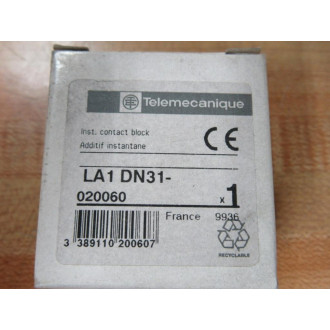 Telemecanique
Inst. contact block
Additif instantane
CE
LA1 DN31-
020060
x1
France 9936
3 389110 200607
RECYCLABLE